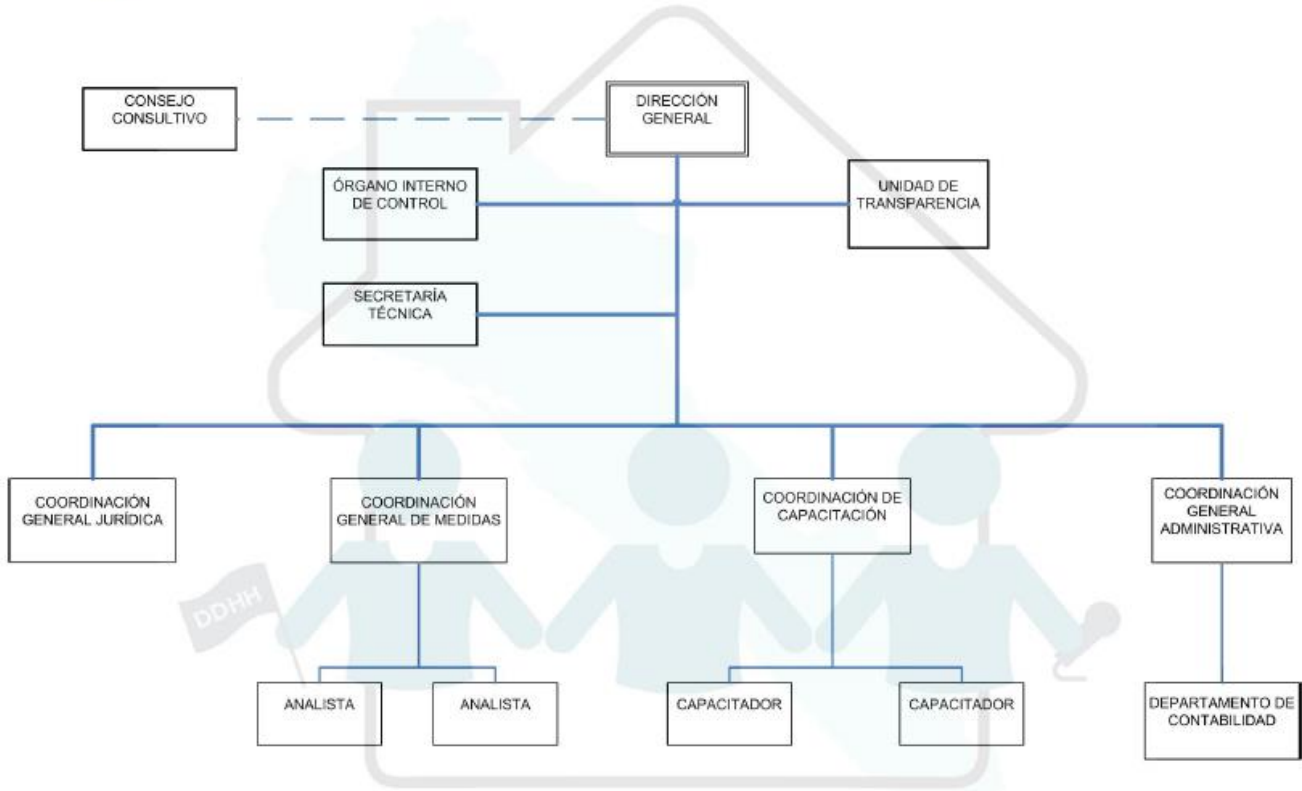 CONSEJO
CONSULTIVO
DIRECCIÓN
GENERAL
ÓRGANO INTERNO
DE CONTROL
UNIDAD DE
TRANSPARENCIA
SECRETARÍA
TÉCNICA
COORDINACIÓN
GENERAL JURÍDICA
COORDINACIÓN
GENERAL DE MEDIDAS
COORDINACIÓN DE
CAPACITACIÓN
COORDINACIÓN
GENERAL
ADMINISTRATIVA
DDHH
ANALISTA
ANALISTA
CAPACITADOR
CAPACITADOR
DEPARTAMENTO DE
CONTABILIDAD